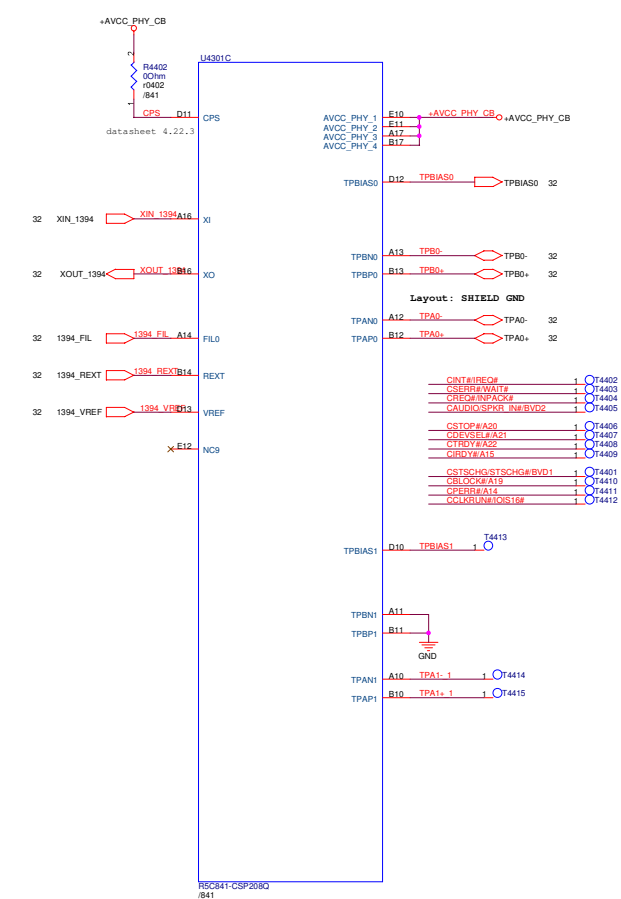 +AVCC_PHY_CB
U4301C
2
R4402
0Ohm
r0402
/841
1
CPS D11 CPS
datasheet 4.22.3
AVCC_PHY_1 E10 +AVCC_PHY_CB +AVCC_PHY_CB
AVCC_PHY_2 E11
AVCC_PHY_3 A17
AVCC_PHY_4 B17
TPBIAS0 D12 TPBIAS0 TPBIAS0 32
32 XIN_1394 XIN_1394 A16 XI
TPBN0 A13 TPB0- TPB0- 32
32 XOUT_1394 XOUT_1394 B16 XO
TPBP0 B13 TPB0+ TPB0+ 32
Layout: SHIELD GND
TPAN0 A12 TPA0- TPA0- 32
32 1394_FIL 1394_FIL A14 FIL0
TPAP0 B12 TPA0+ TPA0+ 32
32 1394_REXT 1394_REXT B14 REXT
CINT#/IREQ# 1 T4402
CSERR#/WAIT# 1 T4403
CREQ#/INPACK# 1 T4404
CAUDIO/SPKR_IN#/BVD2 1 T4405
32 1394_VREF 1394_VREF D13 VREF
CSTOP#/A20 1 T4406
CDEVSEL#/A21 1 T4407
CTRDY#/A22 1 T4408
CIRDY#/A15 1 T4409
E12 NC9
CSTSCHG/STSCHG#/BVD1 1 T4401
CBLOCK#/A19 1 T4410
CPERR#/A14 1 T4411
CCLKRUN#/IOIS16# 1 T4412
T4413
TPBIAS1 D10 TPBIAS1 1
TPBN1 A11
TPBP1 B11
GND
TPAN1 A10 TPA1-_1 1 T4414
TPAP1 B10 TPA1+_1 1 T4415
R5C841-CSP208Q
/841